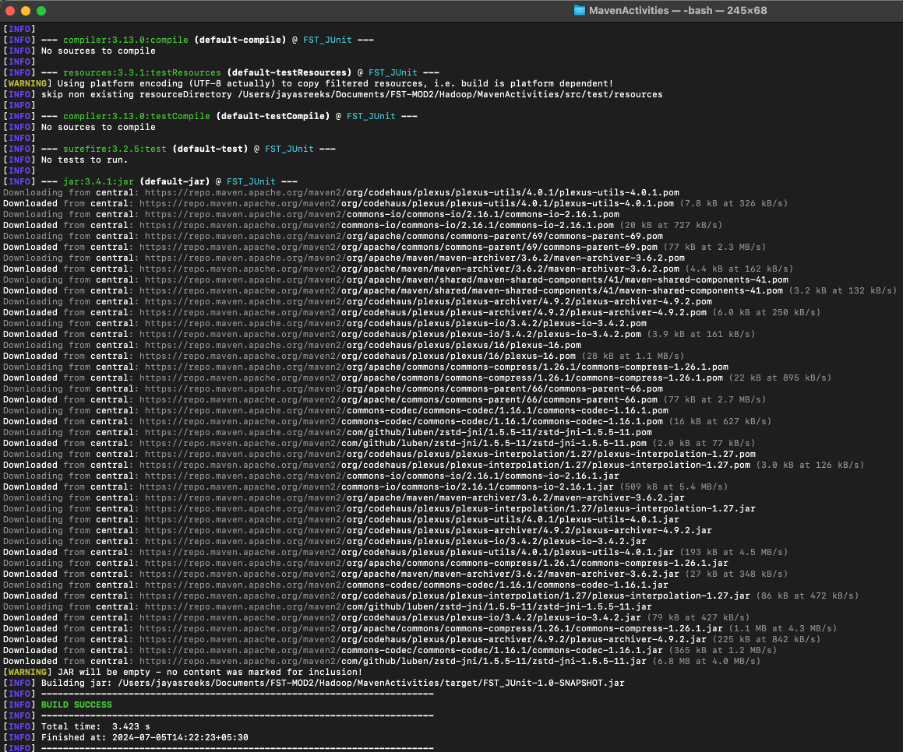 MavenActivities — -bash — 245×68
[INFO]
[INFO] --- compiler:3.13.0:compile (default-compile) @ FST_JUnit ---
[INFO] No sources to compile
[INFO]
[INFO] --- resources:3.3.1:testResources (default-testResources) @ FST_JUnit ---
[WARNING] Using platform encoding (UTF-8 actually) to copy filtered resources, i.e. build is platform dependent!
[INFO] skip non existing resourceDirectory /Users/jayasreeks/Documents/FST-MOD2/Hadoop/MavenActivities/src/test/resources
[INFO]
[INFO] --- compiler:3.13.0:testCompile (default-testCompile) @ FST_JUnit ---
[INFO] No sources to compile
[INFO]
[INFO] --- surefire:3.2.5:test (default-test) @ FST_JUnit ---
[INFO] No tests to run.
[INFO]
[INFO] --- jar:3.4.1:jar (default-jar) @ FST_JUnit ---
Downloading from central: https://repo.maven.apache.org/maven2/org/codehaus/plexus/plexus-utils/4.0.1/plexus-utils-4.0.1.pom
Downloaded from central: https://repo.maven.apache.org/maven2/org/codehaus/plexus/plexus-utils/4.0.1/plexus-utils-4.0.1.pom (7.8 kB at 326 kB/s)
Downloading from central: https://repo.maven.apache.org/maven2/commons-io/commons-io/2.16.1/commons-io-2.16.1.pom
Downloaded from central: https://repo.maven.apache.org/maven2/commons-io/commons-io/2.16.1/commons-io-2.16.1.pom (20 kB at 727 kB/s)
Downloading from central: https://repo.maven.apache.org/maven2/org/apache/commons/commons-parent/69/commons-parent-69.pom
Downloaded from central: https://repo.maven.apache.org/maven2/org/apache/commons/commons-parent/69/commons-parent-69.pom (77 kB at 2.3 MB/s)
Downloading from central: https://repo.maven.apache.org/maven2/org/apache/maven/maven-archiver/3.6.2/maven-archiver-3.6.2.pom
Downloaded from central: https://repo.maven.apache.org/maven2/org/apache/maven/maven-archiver/3.6.2/maven-archiver-3.6.2.pom (4.4 kB at 162 kB/s)
Downloading from central: https://repo.maven.apache.org/maven2/org/apache/maven/shared/maven-shared-components/41/maven-shared-components-41.pom
Downloaded from central: https://repo.maven.apache.org/maven2/org/apache/maven/shared/maven-shared-components/41/maven-shared-components-41.pom (3.2 kB at 132 kB/s)
Downloading from central: https://repo.maven.apache.org/maven2/org/codehaus/plexus/plexus-archiver/4.9.2/plexus-archiver-4.9.2.pom
Downloaded from central: https://repo.maven.apache.org/maven2/org/codehaus/plexus/plexus-archiver/4.9.2/plexus-archiver-4.9.2.pom (6.0 kB at 250 kB/s)
Downloading from central: https://repo.maven.apache.org/maven2/org/codehaus/plexus/plexus-io/3.4.2/plexus-io-3.4.2.pom
Downloaded from central: https://repo.maven.apache.org/maven2/org/codehaus/plexus/plexus-io/3.4.2/plexus-io-3.4.2.pom (3.9 kB at 161 kB/s)
Downloading from central: https://repo.maven.apache.org/maven2/org/codehaus/plexus/plexus/16/plexus-16.pom
Downloaded from central: https://repo.maven.apache.org/maven2/org/codehaus/plexus/plexus/16/plexus-16.pom (28 kB at 1.1 MB/s)
Downloading from central: https://repo.maven.apache.org/maven2/org/apache/commons/commons-compress/1.26.1/commons-compress-1.26.1.pom
Downloaded from central: https://repo.maven.apache.org/maven2/org/apache/commons/commons-compress/1.26.1/commons-compress-1.26.1.pom (22 kB at 895 kB/s)
Downloading from central: https://repo.maven.apache.org/maven2/org/apache/commons/commons-parent/66/commons-parent-66.pom
Downloaded from central: https://repo.maven.apache.org/maven2/org/apache/commons/commons-parent/66/commons-parent-66.pom (77 kB at 2.7 MB/s)
Downloading from central: https://repo.maven.apache.org/maven2/commons-codec/commons-codec/1.16.1/commons-codec-1.16.1.pom
Downloaded from central: https://repo.maven.apache.org/maven2/commons-codec/commons-codec/1.16.1/commons-codec-1.16.1.pom (16 kB at 627 kB/s)
Downloading from central: https://repo.maven.apache.org/maven2/com/github/luben/zstd-jni/1.5.5-11/zstd-jni-1.5.5-11.pom
Downloaded from central: https://repo.maven.apache.org/maven2/com/github/luben/zstd-jni/1.5.5-11/zstd-jni-1.5.5-11.pom (2.0 kB at 77 kB/s)
Downloading from central: https://repo.maven.apache.org/maven2/org/codehaus/plexus/plexus-interpolation/1.27/plexus-interpolation-1.27.pom
Downloaded from central: https://repo.maven.apache.org/maven2/org/codehaus/plexus/plexus-interpolation/1.27/plexus-interpolation-1.27.pom (3.0 kB at 126 kB/s)
Downloading from central: https://repo.maven.apache.org/maven2/commons-io/commons-io/2.16.1/commons-io-2.16.1.jar
Downloaded from central: https://repo.maven.apache.org/maven2/commons-io/commons-io/2.16.1/commons-io-2.16.1.jar (509 kB at 5.4 MB/s)
Downloading from central: https://repo.maven.apache.org/maven2/org/apache/maven/maven-archiver/3.6.2/maven-archiver-3.6.2.jar
Downloading from central: https://repo.maven.apache.org/maven2/org/codehaus/plexus/plexus-interpolation/1.27/plexus-interpolation-1.27.jar
Downloading from central: https://repo.maven.apache.org/maven2/org/codehaus/plexus/plexus-utils/4.0.1/plexus-utils-4.0.1.jar
Downloading from central: https://repo.maven.apache.org/maven2/org/codehaus/plexus/plexus-archiver/4.9.2/plexus-archiver-4.9.2.jar
Downloading from central: https://repo.maven.apache.org/maven2/org/codehaus/plexus/plexus-io/3.4.2/plexus-io-3.4.2.jar
Downloaded from central: https://repo.maven.apache.org/maven2/org/codehaus/plexus/plexus-utils/4.0.1/plexus-utils-4.0.1.jar (193 kB at 4.5 MB/s)
Downloading from central: https://repo.maven.apache.org/maven2/org/apache/commons/commons-compress/1.26.1/commons-compress-1.26.1.jar
Downloaded from central: https://repo.maven.apache.org/maven2/org/apache/maven/maven-archiver/3.6.2/maven-archiver-3.6.2.jar (27 kB at 348 kB/s)
Downloading from central: https://repo.maven.apache.org/maven2/commons-codec/commons-codec/1.16.1/commons-codec-1.16.1.jar
Downloaded from central: https://repo.maven.apache.org/maven2/org/codehaus/plexus/plexus-interpolation/1.27/plexus-interpolation-1.27.jar (86 kB at 472 kB/s)
Downloading from central: https://repo.maven.apache.org/maven2/com/github/luben/zstd-jni/1.5.5-11/zstd-jni-1.5.5-11.jar
Downloaded from central: https://repo.maven.apache.org/maven2/org/codehaus/plexus/plexus-io/3.4.2/plexus-io-3.4.2.jar (79 kB at 427 kB/s)
Downloaded from central: https://repo.maven.apache.org/maven2/org/apache/commons/commons-compress/1.26.1/commons-compress-1.26.1.jar (1.1 MB at 4.3 MB/s)
Downloaded from central: https://repo.maven.apache.org/maven2/org/codehaus/plexus/plexus-archiver/4.9.2/plexus-archiver-4.9.2.jar (225 kB at 842 kB/s)
Downloaded from central: https://repo.maven.apache.org/maven2/commons-codec/commons-codec/1.16.1/commons-codec-1.16.1.jar (365 kB at 1.2 MB/s)
Downloaded from central: https://repo.maven.apache.org/maven2/com/github/luben/zstd-jni/1.5.5-11/zstd-jni-1.5.5-11.jar (6.8 MB at 4.0 MB/s)
[WARNING] JAR will be empty - no content was marked for inclusion!
[INFO] Building jar: /Users/jayasreeks/Documents/FST-MOD2/Hadoop/MavenActivities/target/FST_JUnit-1.0-SNAPSHOT.jar
[INFO] ------------------------------------------------------------------------
[INFO] BUILD SUCCESS
[INFO] ------------------------------------------------------------------------
[INFO] Total time:  3.423 s
[INFO] Finished at: 2024-07-05T14:22:23+05:30
[INFO] ------------------------------------------------------------------------